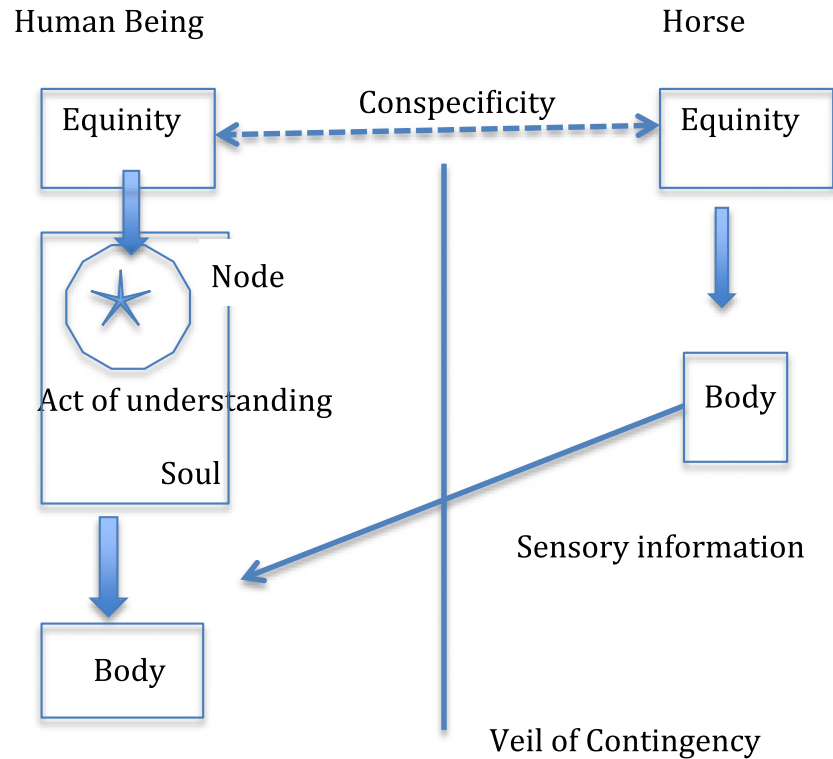 Human Being
Horse
Conspecificity
Equinity
Equinity
Node
Act of understanding
Body
Soul
Sensory information
Body
Veil of Contingency